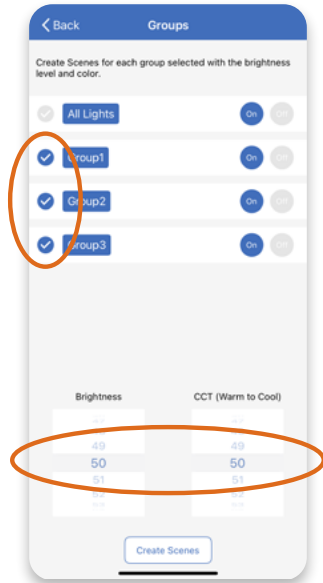 Back Groups
Create Scenes for each group selected with the brightness
level and color.
All Lights On Off
Group1 On Off
Group2 On Off
Group3 On Off
Brightness CCT (Warm to Cool)
49 49
50 50
51 51
52 52
Create Scenes